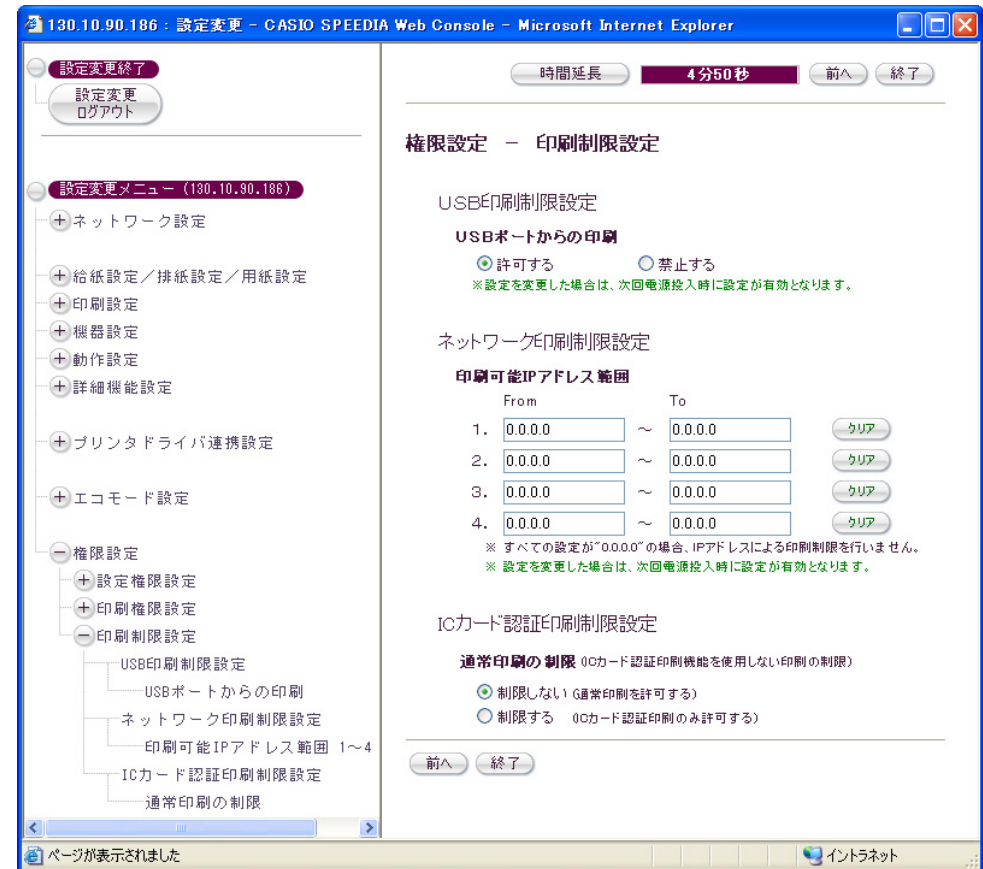 130.10.90.186 : 設定変更 - CASIO SPEEDIA Web Console - Microsoft Internet Explorer
設定変更終了
設定変更
ログアウト
設定変更メニュー (130.10.90.186)
+ネットワーク設定
+給紙設定／排紙設定／用紙設定
+印刷設定
+機器設定
+動作設定
+詳細機能設定
+プリンタドライバ連携設定
+エコモード設定
-権限設定
+設定権限設定
+印刷権限設定
-印刷制限設定
USB印刷制限設定
USBポートからの印刷
ネットワーク印刷制限設定
印刷可能IPアドレス範囲 1～4
ICカード認証印刷制限設定
通常印刷の制限
時間延長 4分50秒 前へ 終了
権限設定 － 印刷制限設定
USB印刷制限設定
USBポートからの印刷
許可する 禁止する
※設定を変更した場合は、次回電源投入時に設定が有効となります。
ネットワーク印刷制限設定
印刷可能IPアドレス範囲
From To
1. 0.0.0.0 ～ 0.0.0.0 クリア
2. 0.0.0.0 ～ 0.0.0.0 クリア
3. 0.0.0.0 ～ 0.0.0.0 クリア
4. 0.0.0.0 ～ 0.0.0.0 クリア
※ すべての設定が"0.0.0.0"の場合、IPアドレスによる印刷制限を行いません。
※ 設定を変更した場合は、次回電源投入時に設定が有効となります。
ICカード認証印刷制限設定
通常印刷の制限 (ICカード認証印刷機能を使用しない印刷の制限)
制限しない (通常印刷を許可する)
制限する (ICカード認証印刷のみ許可する)
前へ 終了
ページが表示されました イントラネット